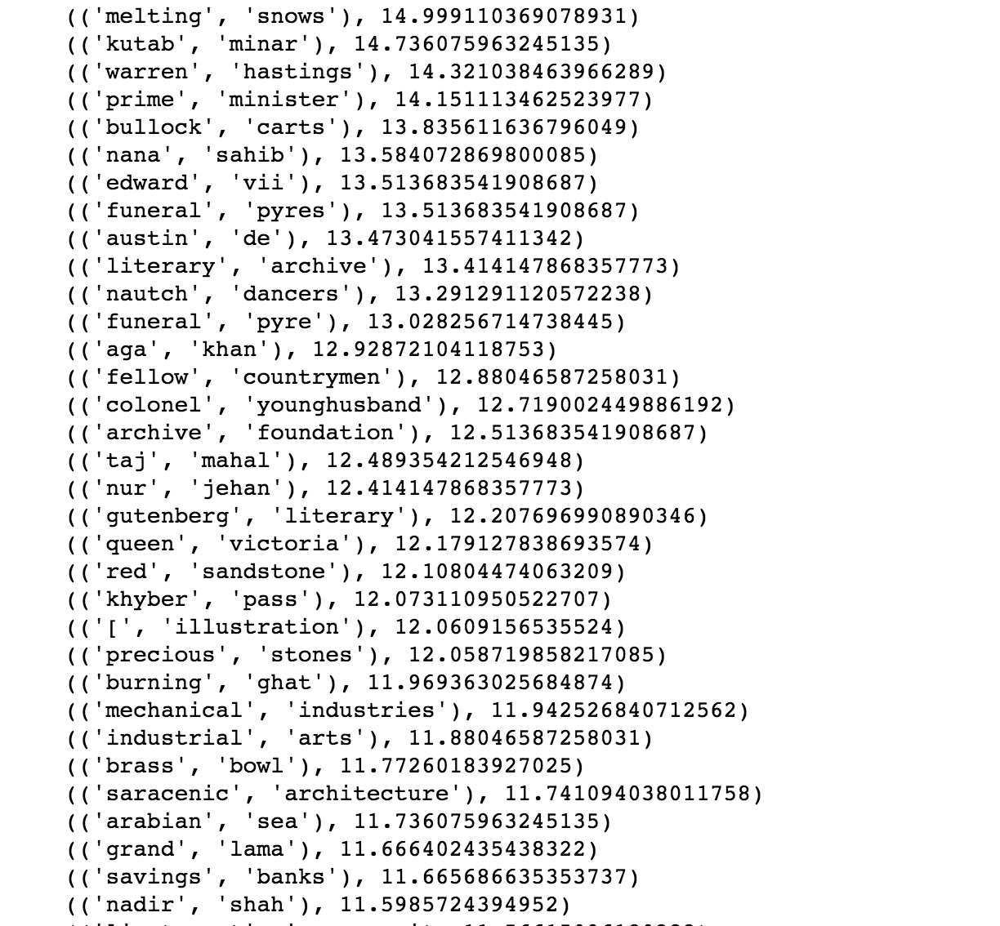 (('melting', 'snows'), 14.999110369078931)
(('kutab', 'minar'), 14.736075963245135)
(('warren', 'hastings'), 14.321038463966289)
(('prime', 'minister'), 14.151113462523977)
(('bullock', 'carts'), 13.835611636796049)
(('nana', 'sahib'), 13.584072869800085)
(('edward', 'vii'), 13.513683541908687)
(('funeral', 'pyres'), 13.513683541908687)
(('austin', 'de'), 13.473041557411342)
(('literary', 'archive'), 13.414147868357773)
(('nautch', 'dancers'), 13.291291120572238)
(('funeral', 'pyre'), 13.028256714738445)
(('aga', 'khan'), 12.92872104118753)
(('fellow', 'countrymen'), 12.88046587258031)
(('colonel', 'younghusband'), 12.719002449886192)
(('archive', 'foundation'), 12.513683541908687)
(('taj', 'mahal'), 12.489354212546948)
(('nur', 'jehan'), 12.414147868357773)
(('gutenberg', 'literary'), 12.207696990890346)
(('queen', 'victoria'), 12.179127838693574)
(('red', 'sandstone'), 12.10804474063209)
(('khyber', 'pass'), 12.073110950522707)
(('[', 'illustration'), 12.0609156535524)
(('precious', 'stones'), 12.058719858217085)
(('burning', 'ghat'), 11.969363025684874)
(('mechanical', 'industries'), 11.942526840712562)
(('industrial', 'arts'), 11.88046587258031)
(('brass', 'bowl'), 11.77260183927025)
(('saracenic', 'architecture'), 11.741094038011758)
(('arabian', 'sea'), 11.736075963245135)
(('grand', 'lama'), 11.666402435438322)
(('savings', 'banks'), 11.665686635353737)
(('nadir', 'shah'), 11.5985724394952)